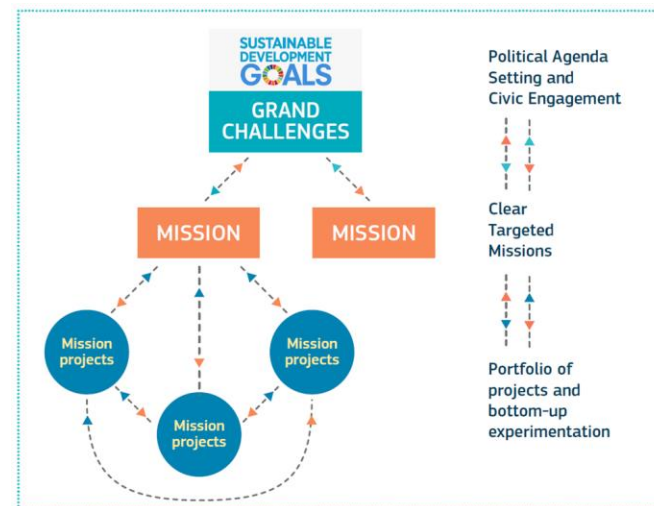 SUSTAINABLE
DEVELOPMENT
GOALS
GRAND
CHALLENGES
MISSION
MISSION
Mission
projects
Mission
projects
Mission
projects
Political Agenda
Setting and
Civic Engagement
Clear
Targeted
Missions
Portfolio of
projects and
bottom-up
experimentation